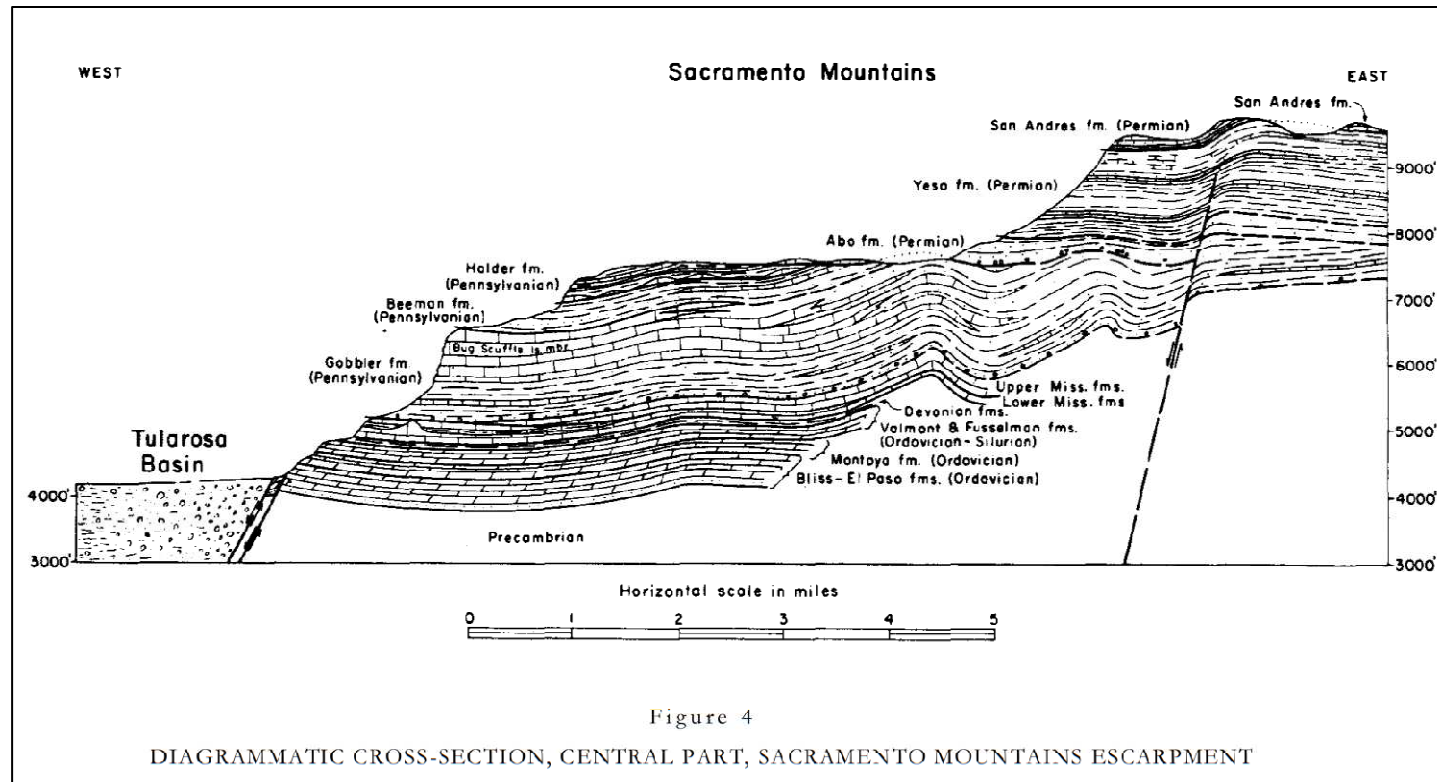 WEST
Sacramento Mountains
EAST
San Andres fm.
San Andres fm. (Permian)
9000'
Yeso fm. (Permian)
8000'
Abo fm. (Permian)
Holder fm.
(Pennsylvanian)
7000'
Beeman fm.
(Pennsylvanian)
Bug Scuffle ls. mbr.
6000'
Gobbler fm.
(Pennsylvanian)
Upper Miss. fms.
Lower Miss. fms
Devonian fms.
Valmont & Fusselman fms.
(Ordovician-Silurian)
5000'
Tularosa
Basin
Montoya fm. (Ordovician)
Bliss-El Paso fms. (Ordovician)
4000'
4000'
Precambrian
3000'
3000'
Horizontal scale in miles
0 1 2 3 4 5
Figure 4
DIAGRAMMATIC CROSS-SECTION, CENTRAL PART, SACRAMENTO MOUNTAINS ESCARPMENT